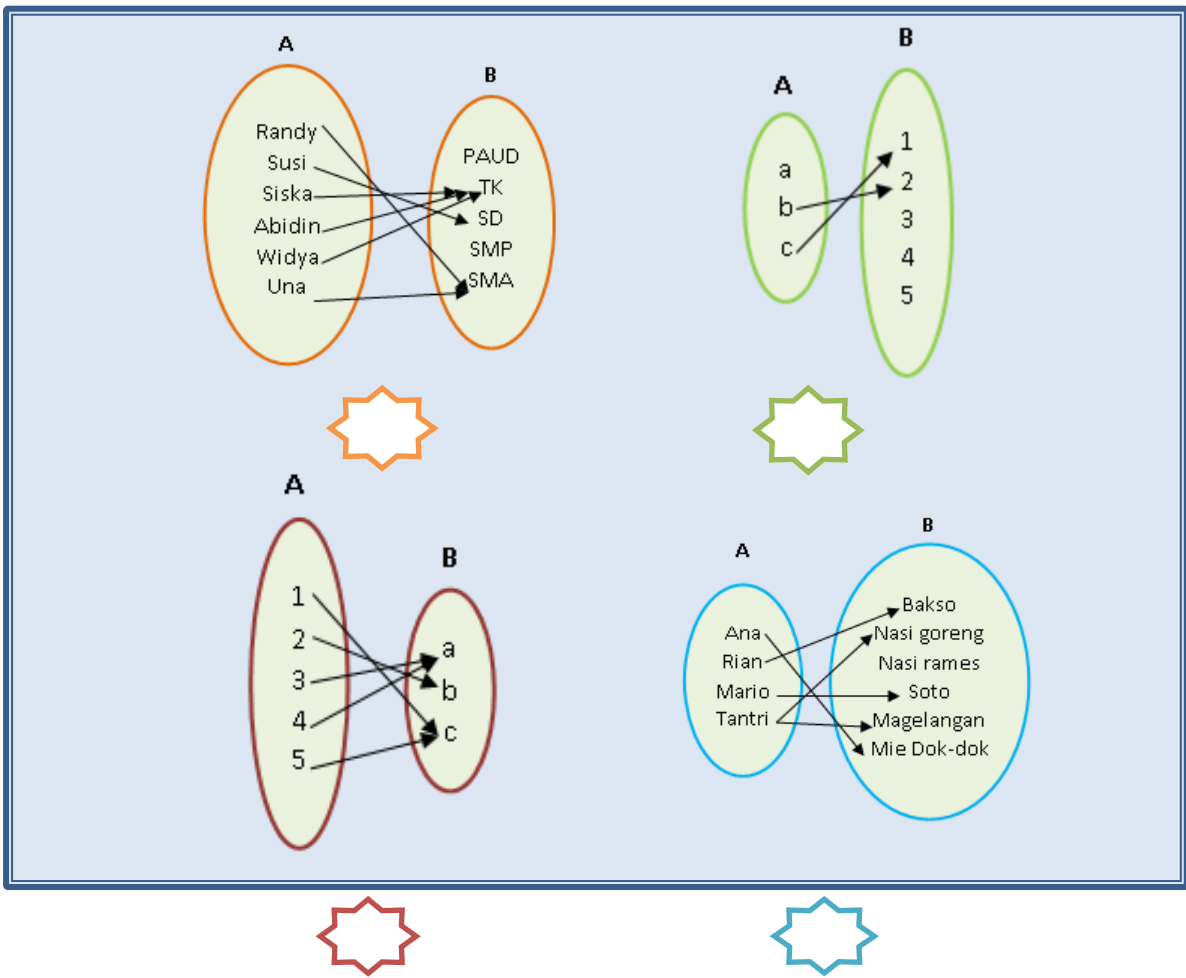 A
Randy
Susi
Siska
Abidin
Widya
Una
B
PAUD
TK
SD
SMP
SMA
A
a
b
c
B
1
2
3
4
5
A
1
2
3
4
5
B
a
b
c
A
Ana
Rian
Mario
Tantri
B
Bakso
Nasi goreng
Nasi rames
Soto
Magelangan
Mie Dok-dok